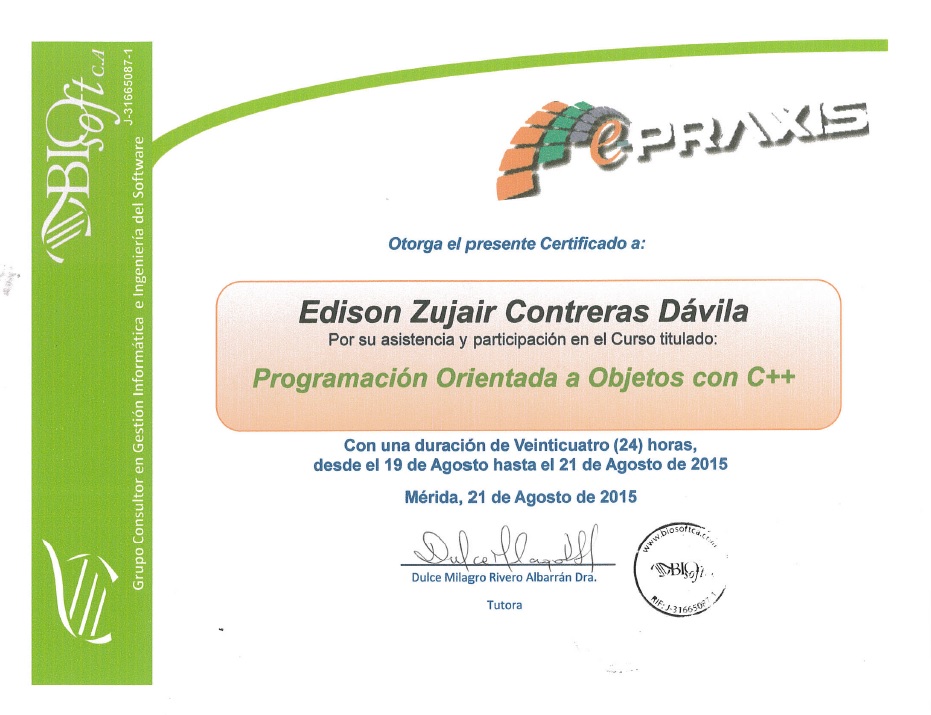 BIOSoft C.A
J-31665087-1
Grupo Consultor en Gestión Informática e Ingeniería del Software
ePRAXIS
Otorga el presente Certificado a:
Edison Zujair Contreras Dávila
Por su asistencia y participación en el Curso titulado:
Programación Orientada a Objetos con C++
Con una duración de Veinticuatro (24) horas,
desde el 19 de Agosto hasta el 21 de Agosto de 2015
Mérida, 21 de Agosto de 2015
Dulce Milagro Rivero Albarrán Dra.
Tutora
www.biosoftca.com
BIOSoft
RIF: J-31665087-1